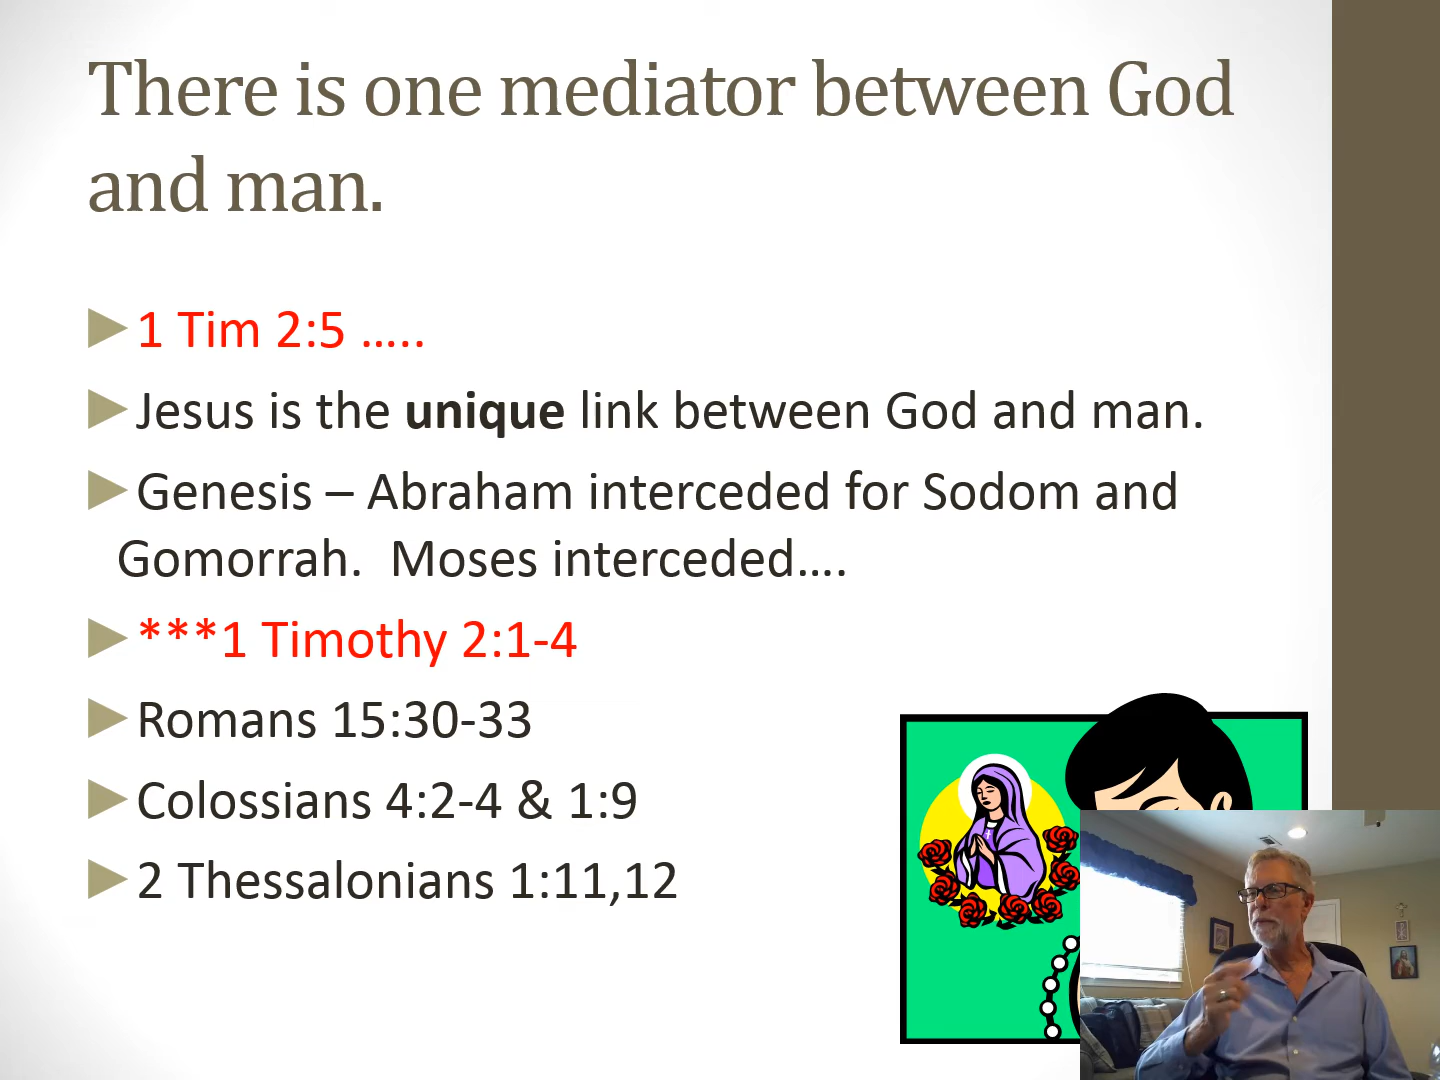 There is one mediator between God
and man.
1 Tim 2:5 …..
Jesus is the unique link between God and man.
Genesis – Abraham interceded for Sodom and
Gomorrah.  Moses interceded….
***1 Timothy 2:1-4
Romans 15:30-33
Colossians 4:2-4 & 1:9
2 Thessalonians 1:11,12